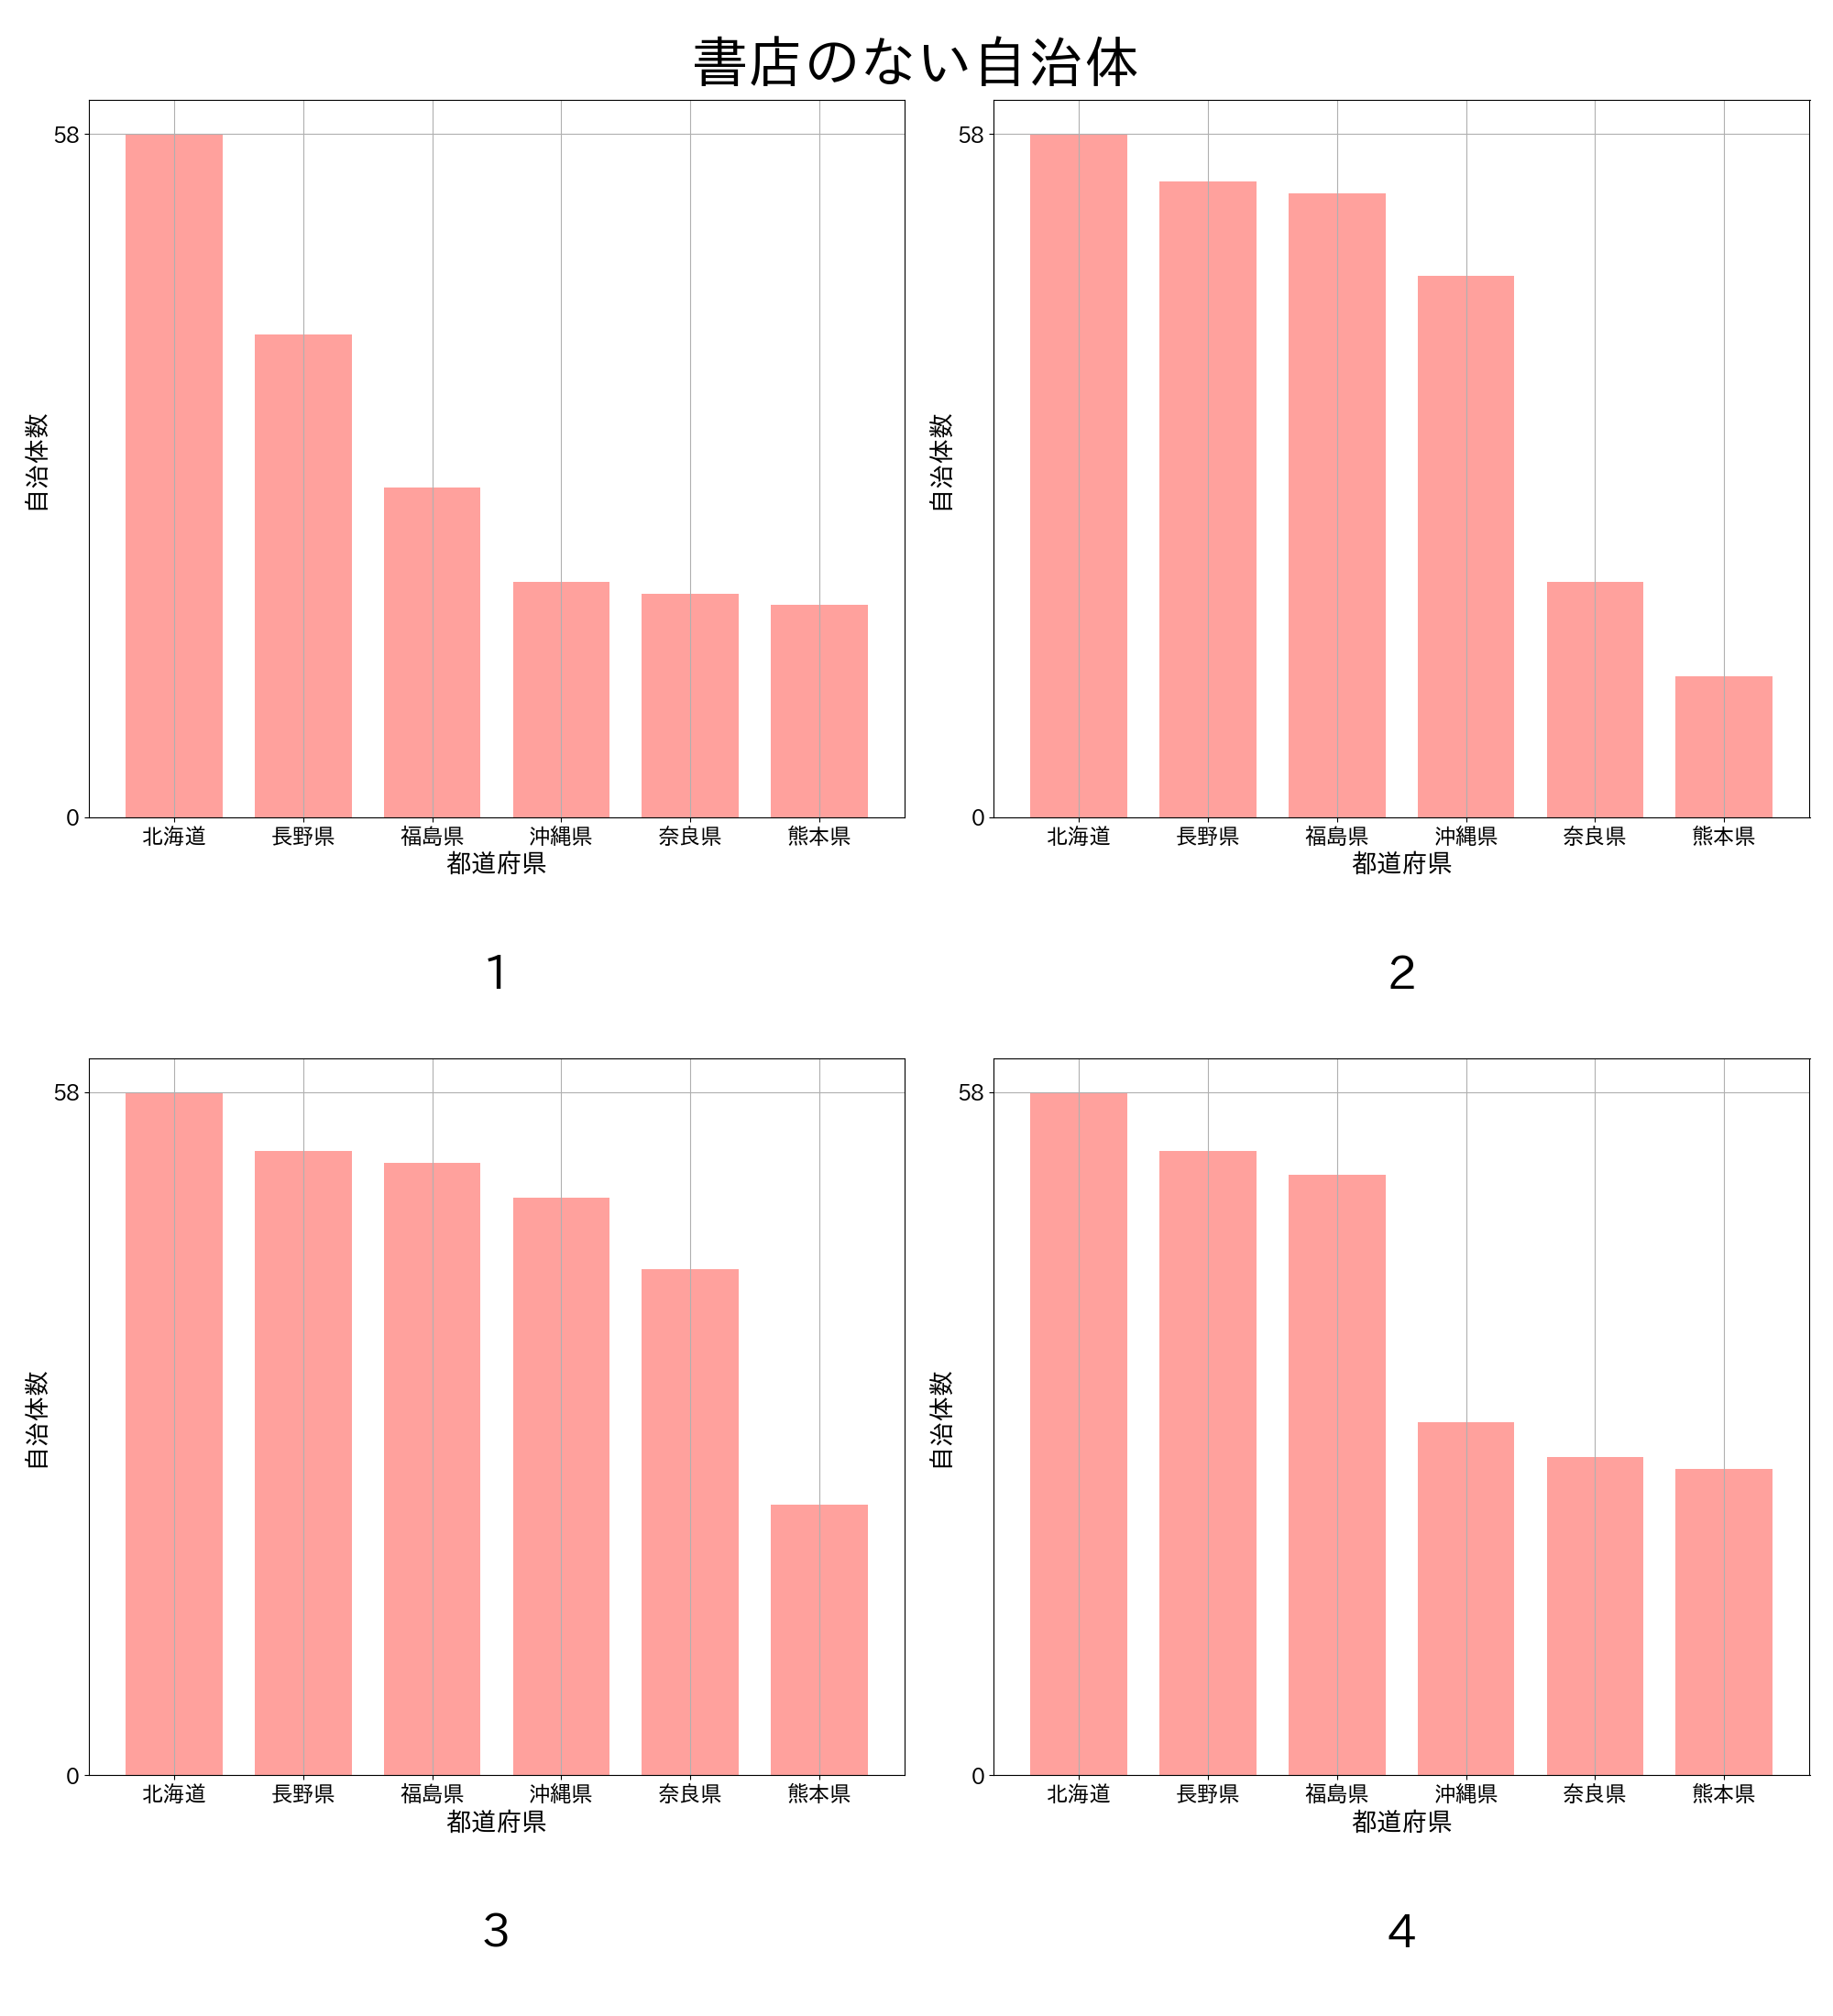 書店のない自治体
58
0
自治体数
北海道 長野県 福島県 沖縄県 奈良県 熊本県
都道府県
1
58
0
自治体数
北海道 長野県 福島県 沖縄県 奈良県 熊本県
都道府県
2
58
0
自治体数
北海道 長野県 福島県 沖縄県 奈良県 熊本県
都道府県
3
58
0
自治体数
北海道 長野県 福島県 沖縄県 奈良県 熊本県
都道府県
4